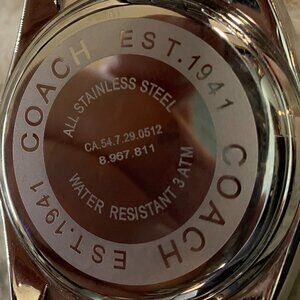 COACH EST.1941
COACH EST.1941
ALL STAINLESS STEEL
CA.54.7.29.0512
8.967.811
WATER RESISTANT 3 ATM